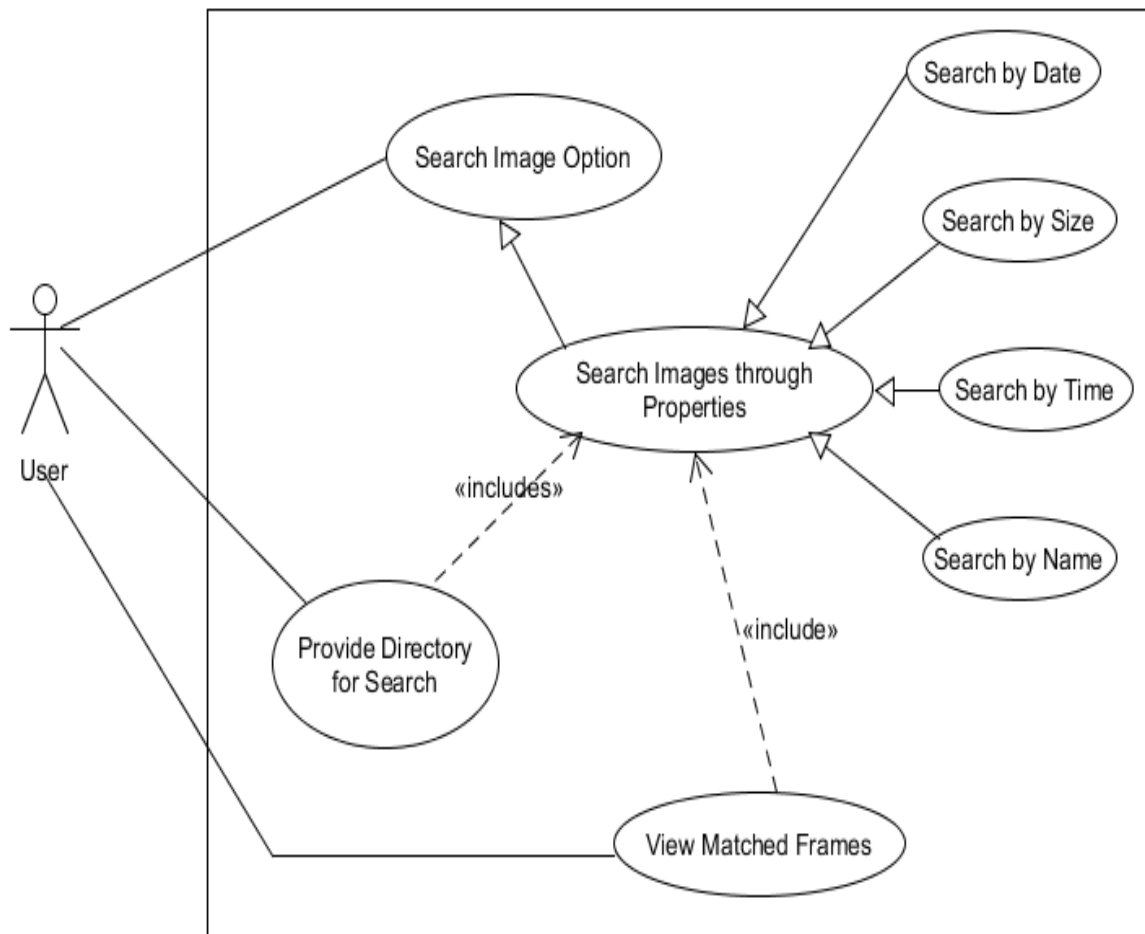 Search by Date
Search Image Option
Search by Size
Search Images through
Properties
Search by Time
User
«includes»
Search by Name
«include»
Provide Directory
for Search
View Matched Frames